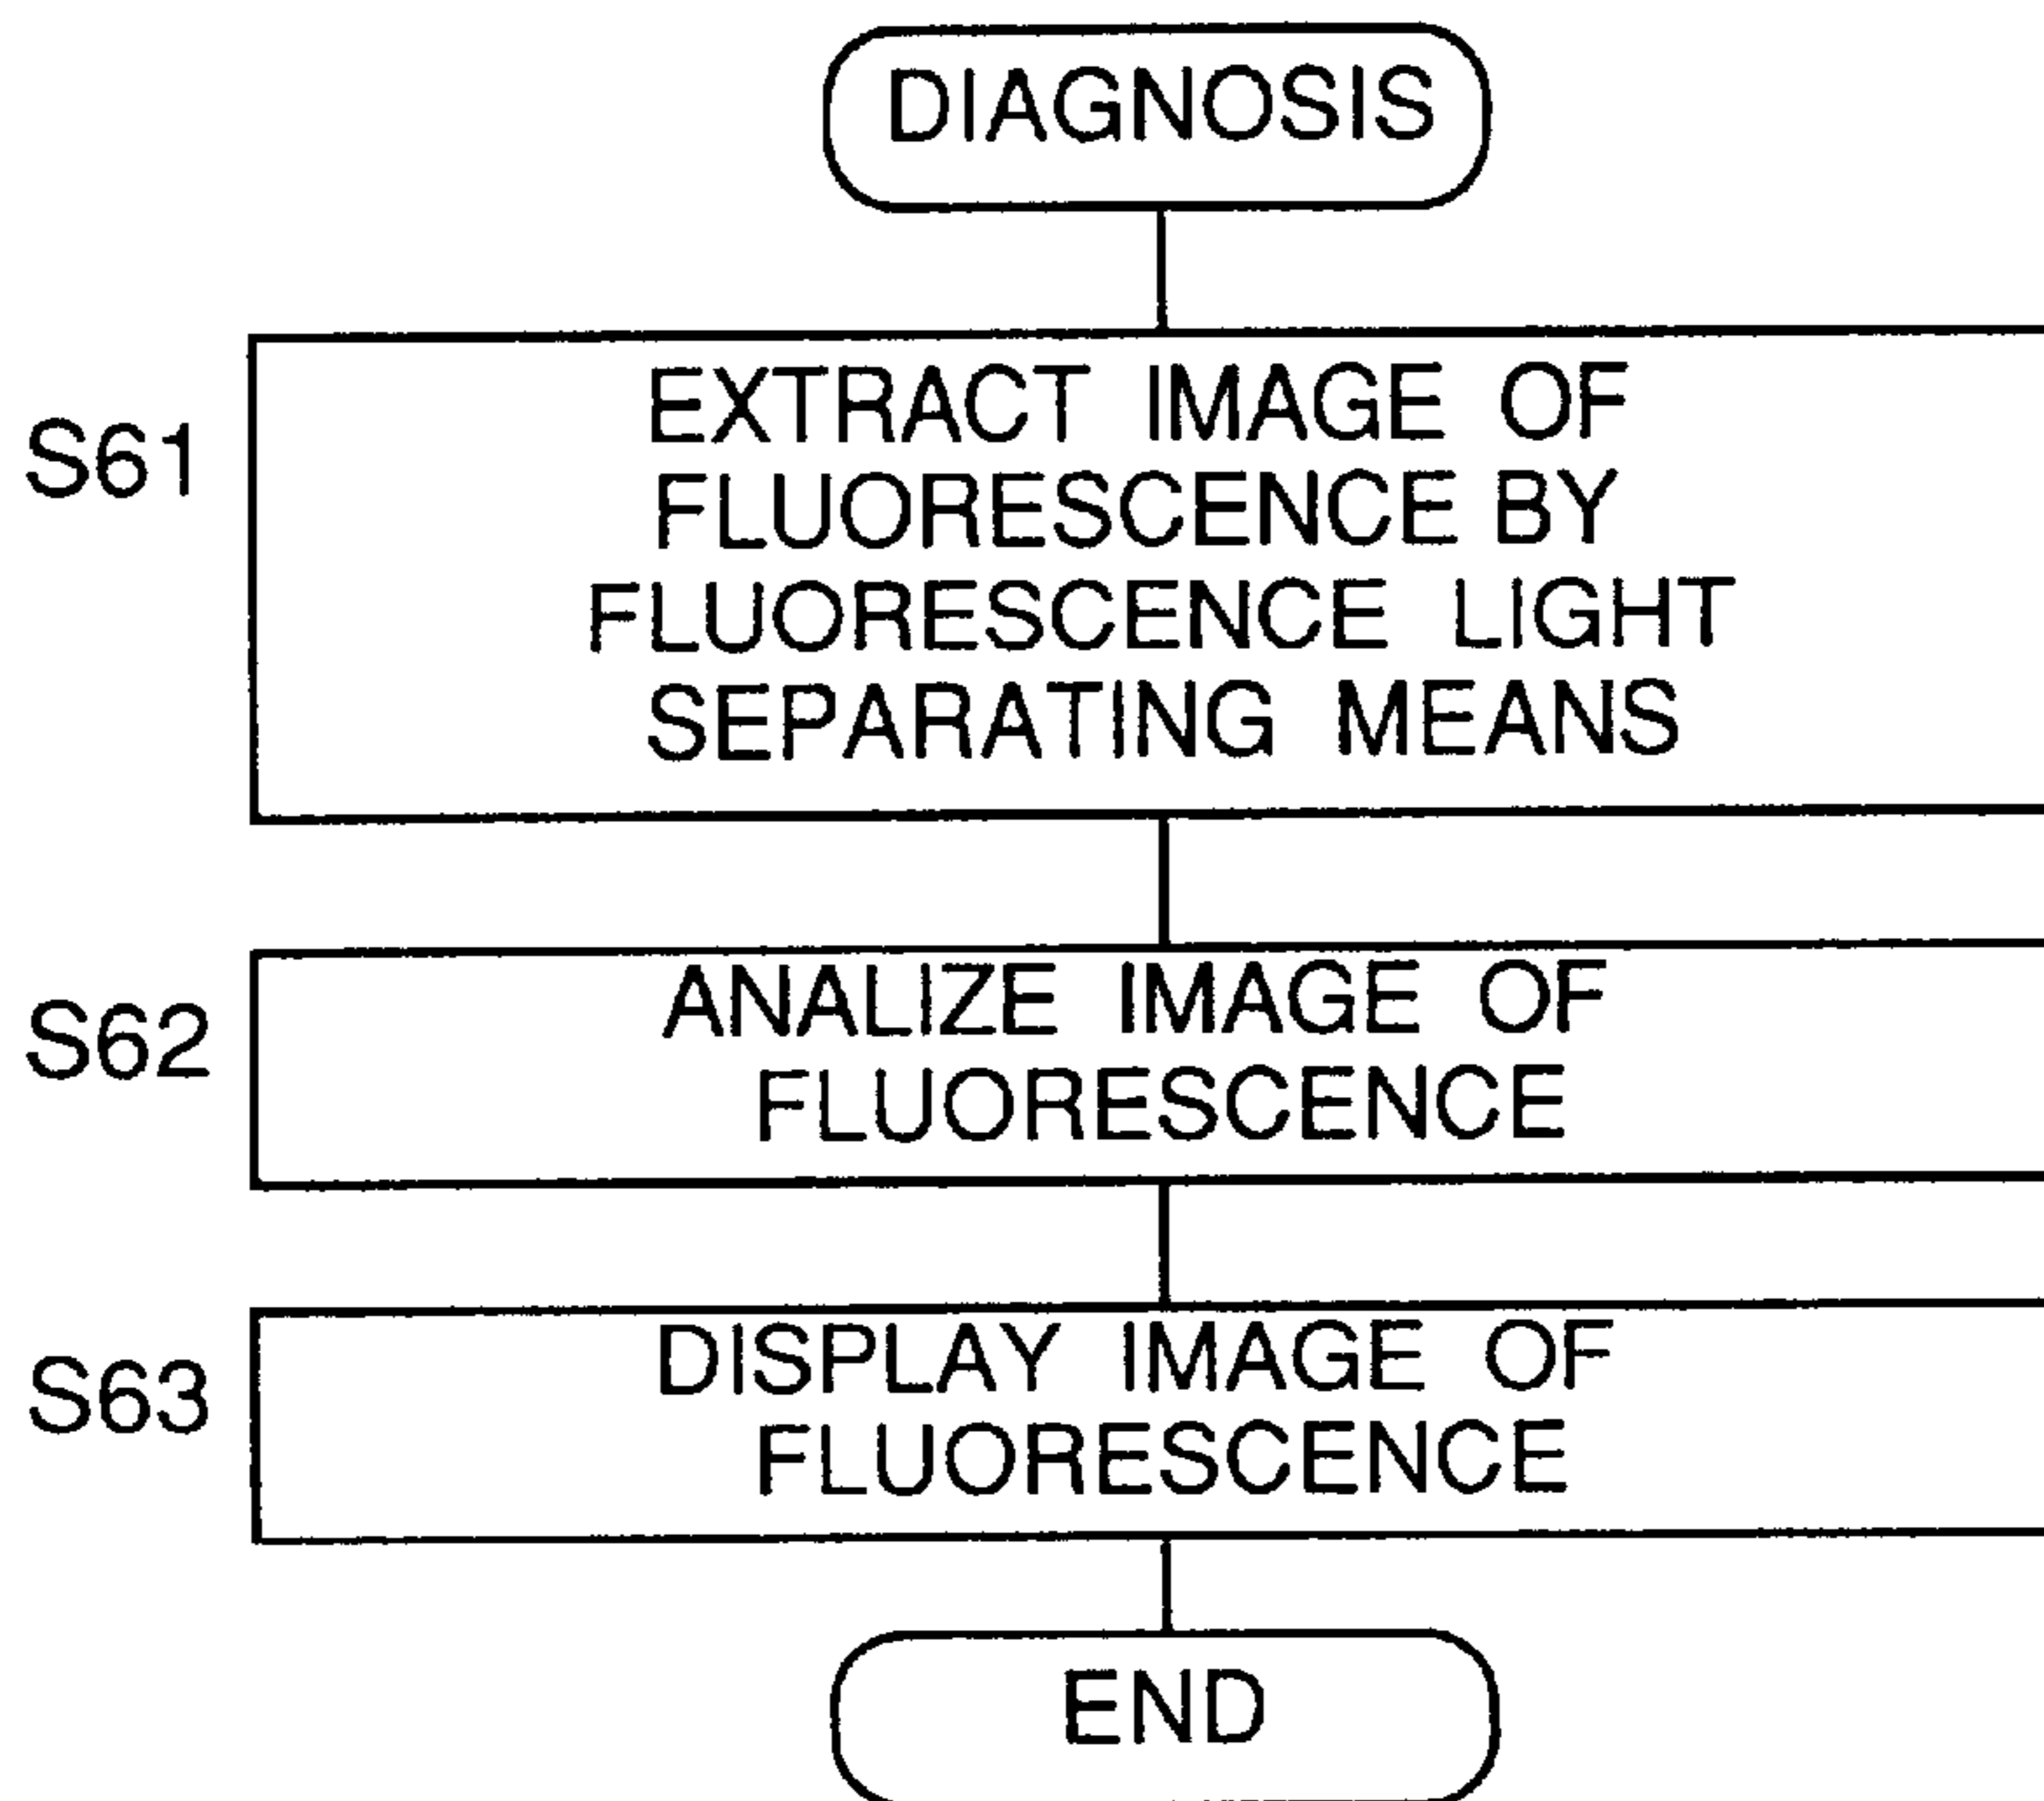 DIAGNOSIS
S61
EXTRACT IMAGE OF
FLUORESCENCE BY
FLUORESCENCE LIGHT
SEPARATING MEANS
S62
ANALIZE IMAGE OF
FLUORESCENCE
S63
DISPLAY IMAGE OF
FLUORESCENCE
END